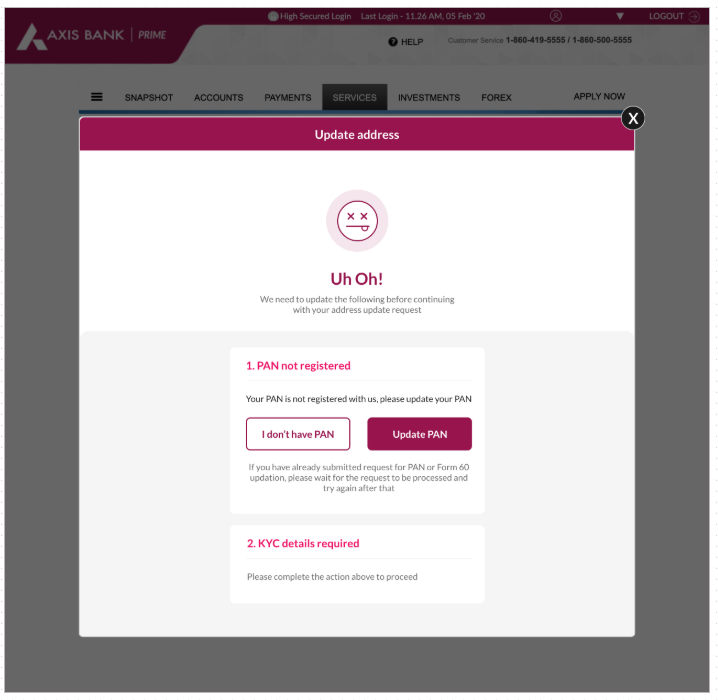 High Secured Login Last Login - 11.26 AM, 05 Feb '20 LOGOUT
AXIS BANK | PRIME
HELP Customer Service 1-860-419-5555 / 1-860-500-5555
SNAPSHOT ACCOUNTS PAYMENTS SERVICES INVESTMENTS FOREX APPLY NOW
X
Update address
Uh Oh!
We need to update the following before continuing
with your address update request
1. PAN not registered
Your PAN is not registered with us, please update your PAN
I don't have PAN Update PAN
If you have already submitted request for PAN or Form 60
updation, please wait for the request to be processed and
try again after that
2. KYC details required
Please complete the action above to proceed